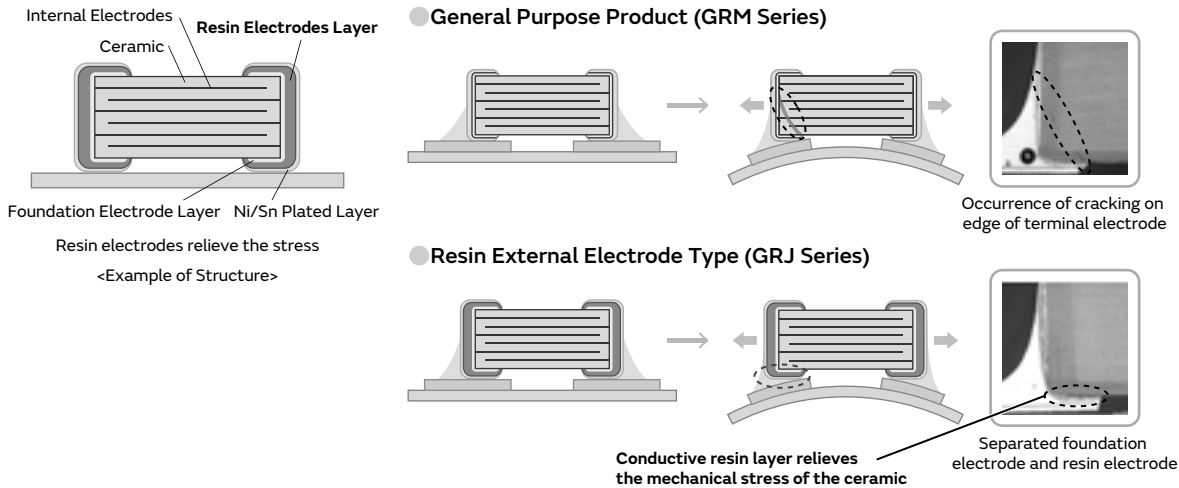 Internal Electrodes
Resin Electrodes Layer
Ceramic
Foundation Electrode Layer
Ni/Sn Plated Layer
Resin electrodes relieve the stress
<Example of Structure>
General Purpose Product (GRM Series)
Occurrence of cracking on
edge of terminal electrode
Resin External Electrode Type (GRJ Series)
Conductive resin layer relieves
the mechanical stress of the ceramic
Separated foundation
electrode and resin electrode